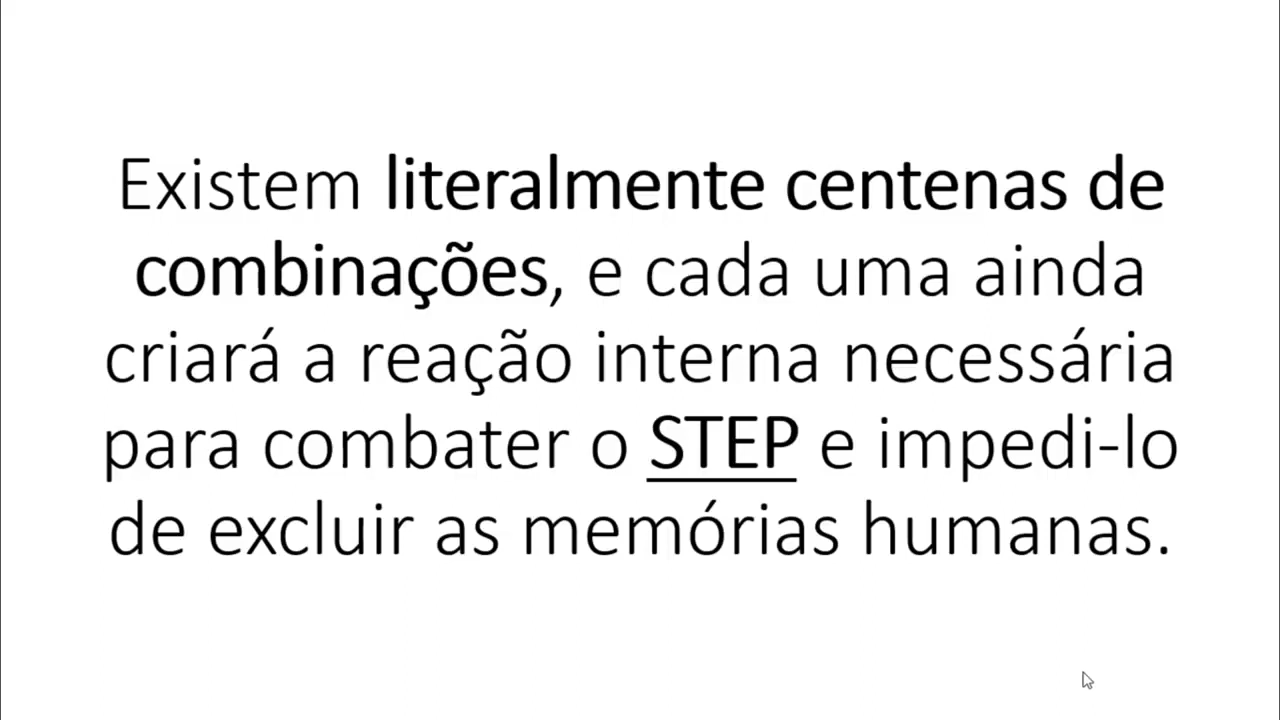 Existem literalmente centenas de
combinações, e cada uma ainda
criará a reação interna necessária
para combater o STEP e impedi-lo
de excluir as memórias humanas.